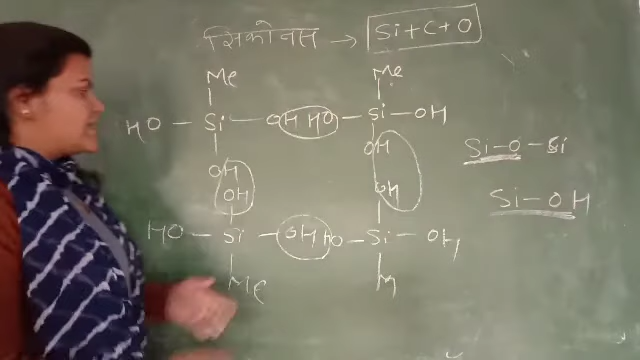 सिकोनस → Si + C + O
Me Me
HO — Si — OH HO — Si — OH
OH OH
Si — O — Si
OH OH
Si — OH
HO — Si — OH HO — Si — OH
Me M